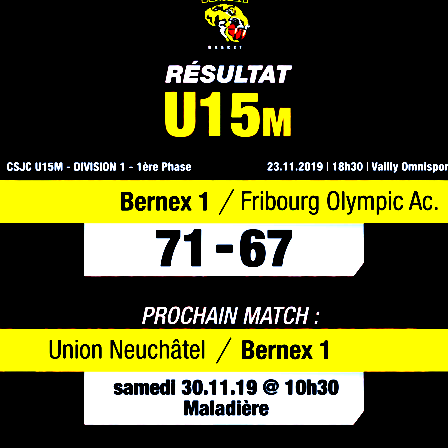 RÉSULTAT
U15M
CSJC U15M - DIVISION 1 - 1ère Phase
23.11.2019 | 18h30 | Vailly Omnispor
Bernex 1 / Fribourg Olympic Ac.
71-67
PROCHAIN MATCH :
Union Neuchâtel / Bernex 1
samedi 30.11.19 @ 10h30
Maladière